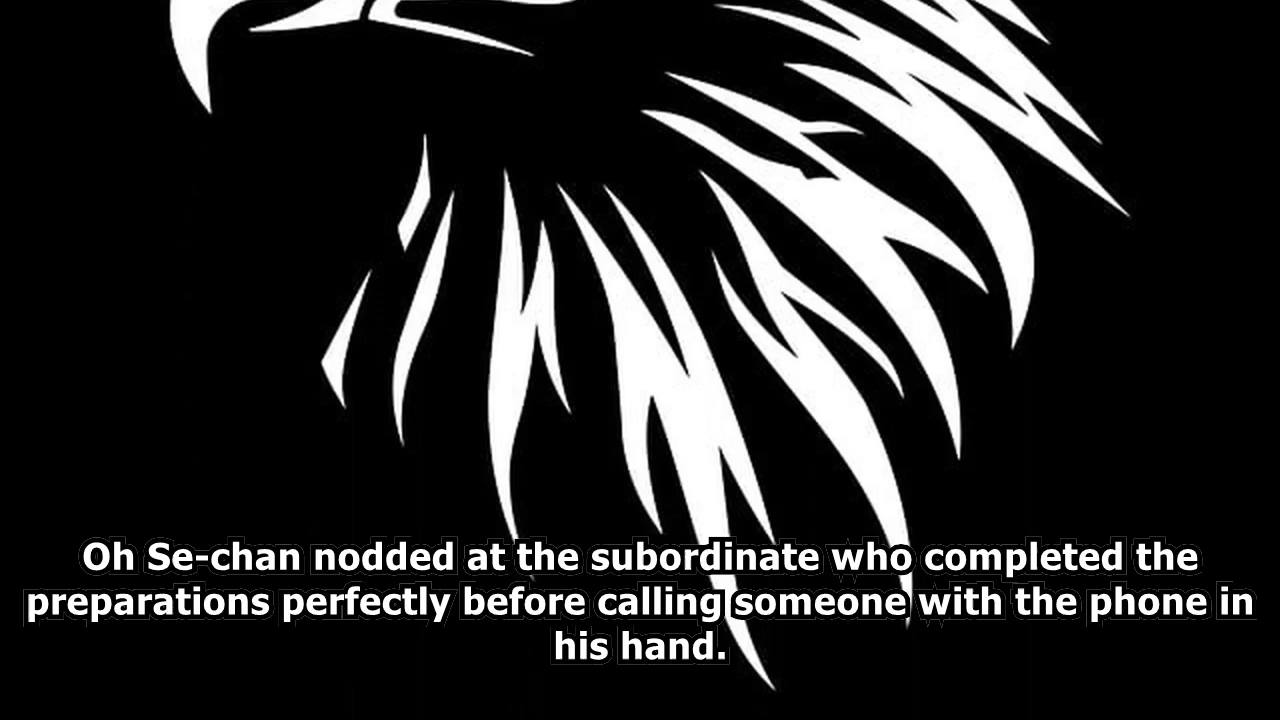 Oh Se-chan nodded at the subordinate who completed the
preparations perfectly before calling someone with the phone in
his hand.